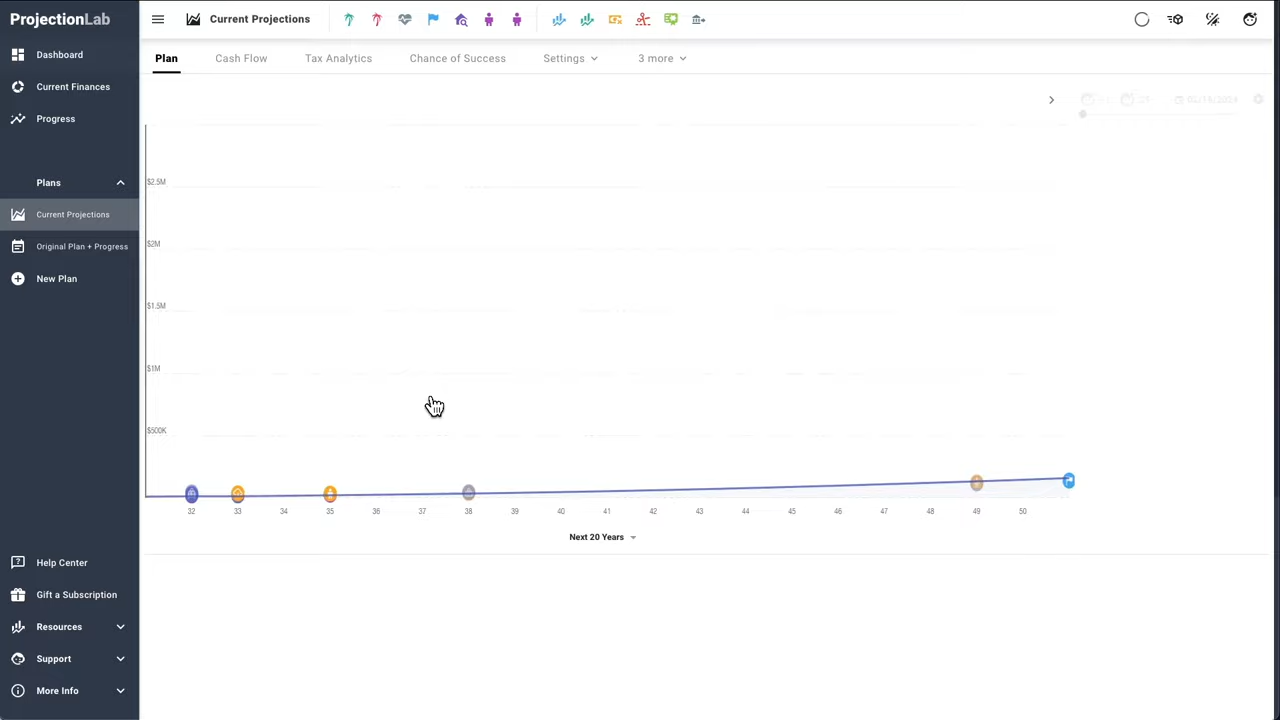 ProjectionLab
Current Projections
Dashboard
Current Finances
Progress
Plans
Current Projections
Original Plan + Progress
New Plan
Help Center
Gift a Subscription
Resources
Support
More Info
Plan
Cash Flow
Tax Analytics
Chance of Success
Settings
3 more
$2.5M
$2M
$1.5M
$1M
$500K
32 33 34 35 36 37 38 39 40 41 42 43 44 45 46 47 48 49 50
Next 20 Years